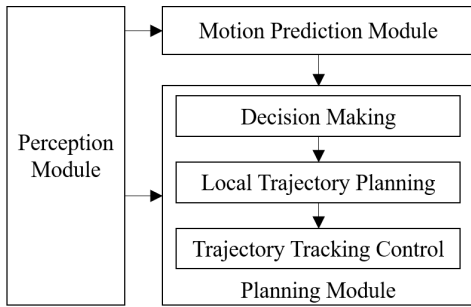 Perception
Module
Motion Prediction Module
Decision Making
Local Trajectory Planning
Trajectory Tracking Control
Planning Module